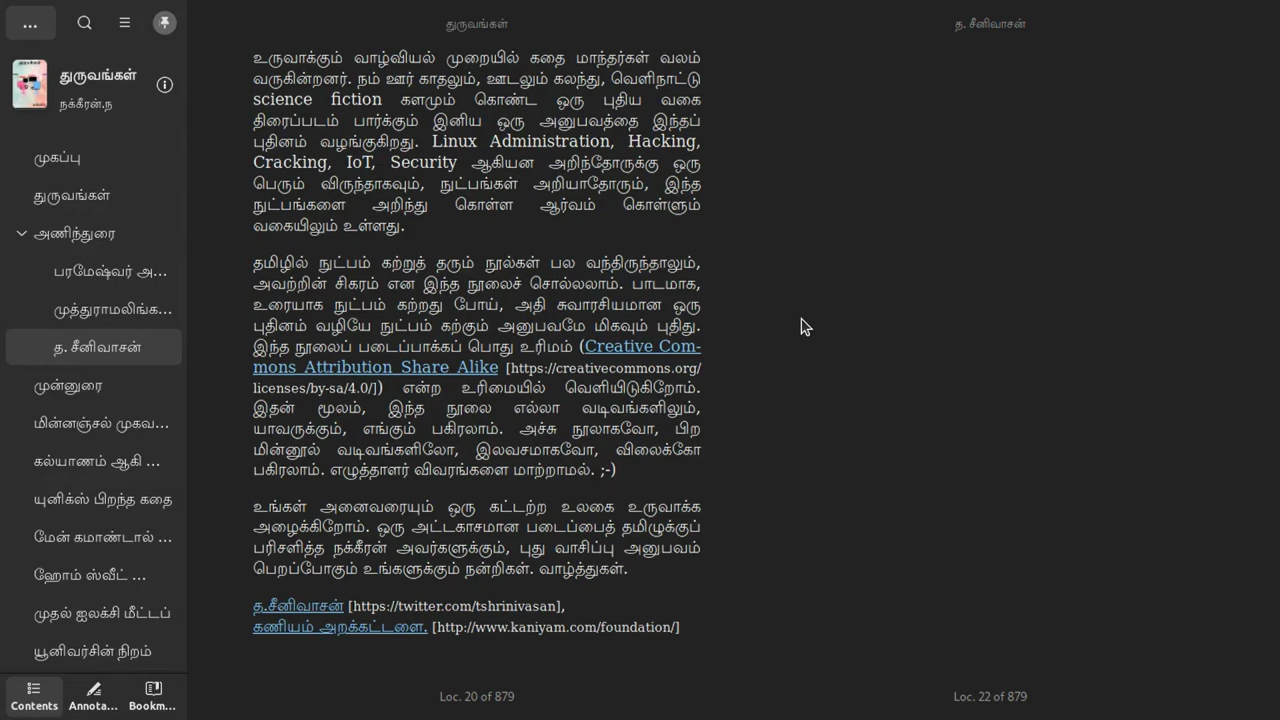 ...
துருவங்கள்
த. சீனிவாசன்
துருவங்கள்
நக்கீரன்.ந
முகப்பு
துருவங்கள்
அணிந்துரை
பரமேஷ்வர் அ...
முத்துராமலிங்க...
த. சீனிவாசன்
முன்னுரை
மின்னஞ்சல் முகவ...
கல்யாணம் ஆகி ...
யுனிக்ஸ் பிறந்த கதை
மேன் கமாண்டால் ...
ஹோம் ஸ்வீட் ...
முதல் ஐலக்சி மீட்டப்
யூனிவர்சின் நிறம்
Contents
Annota...
Bookm...
உருவாக்கும் வாழ்வியல் முறையில் கதை மாந்தர்கள் வலம்
வருகின்றனர். நம் ஊர் காதலும், ஊடலும் கலந்து, வெளிநாட்டு
science fiction களமும் கொண்ட ஒரு புதிய வகை
திரைப்படம் பார்க்கும் இனிய ஒரு அனுபவத்தை இந்தப்
புதினம் வழங்குகிறது. Linux Administration, Hacking,
Cracking, IoT, Security ஆகியன அறிந்தோருக்கு ஒரு
பெரும் விருந்தாகவும், நுட்பங்கள் அறியாதோரும், இந்த
நுட்பங்களை அறிந்து கொள்ள ஆர்வம் கொள்ளும்
வகையிலும் உள்ளது.
தமிழில் நுட்பம் கற்றுத் தரும் நூல்கள் பல வந்திருந்தாலும்,
அவற்றின் சிகரம் என இந்த நூலைச் சொல்லலாம். பாடமாக,
உரையாக நுட்பம் கற்றது போய், அதி சுவாரசியமான ஒரு
புதினம் வழியே நுட்பம் கற்கும் அனுபவமே மிகவும் புதிது.
இந்த நூலைப் படைப்பாக்கப் பொது உரிமம் (Creative Com-
mons Attribution Share Alike [https://creativecommons.org/
licenses/by-sa/4.0/]) என்ற உரிமையில் வெளியிடுகிறோம்.
இதன் மூலம், இந்த நூலை எல்லா வடிவங்களிலும்,
யாவருக்கும், எங்கும் பகிரலாம். அச்சு நூலாகவோ, பிற
மின்னூல் வடிவங்களிலோ, இலவசமாகவோ, விலைக்கோ
பகிரலாம். எழுத்தாளர் விவரங்களை மாற்றாமல். ;-)
உங்கள் அனைவரையும் ஒரு கட்டற்ற உலகை உருவாக்க
அழைக்கிறோம். ஒரு அட்டகாசமான படைப்பைத் தமிழுக்குப்
பரிசளித்த நக்கீரன் அவர்களுக்கும், புது வாசிப்பு அனுபவம்
பெறப்போகும் உங்களுக்கும் நன்றிகள். வாழ்த்துகள்.
த.சீனிவாசன் [https://twitter.com/tshrinivasan],
கணியம் அறக்கட்டளை. [http://www.kaniyam.com/foundation/]
Loc. 20 of 879
Loc. 22 of 879